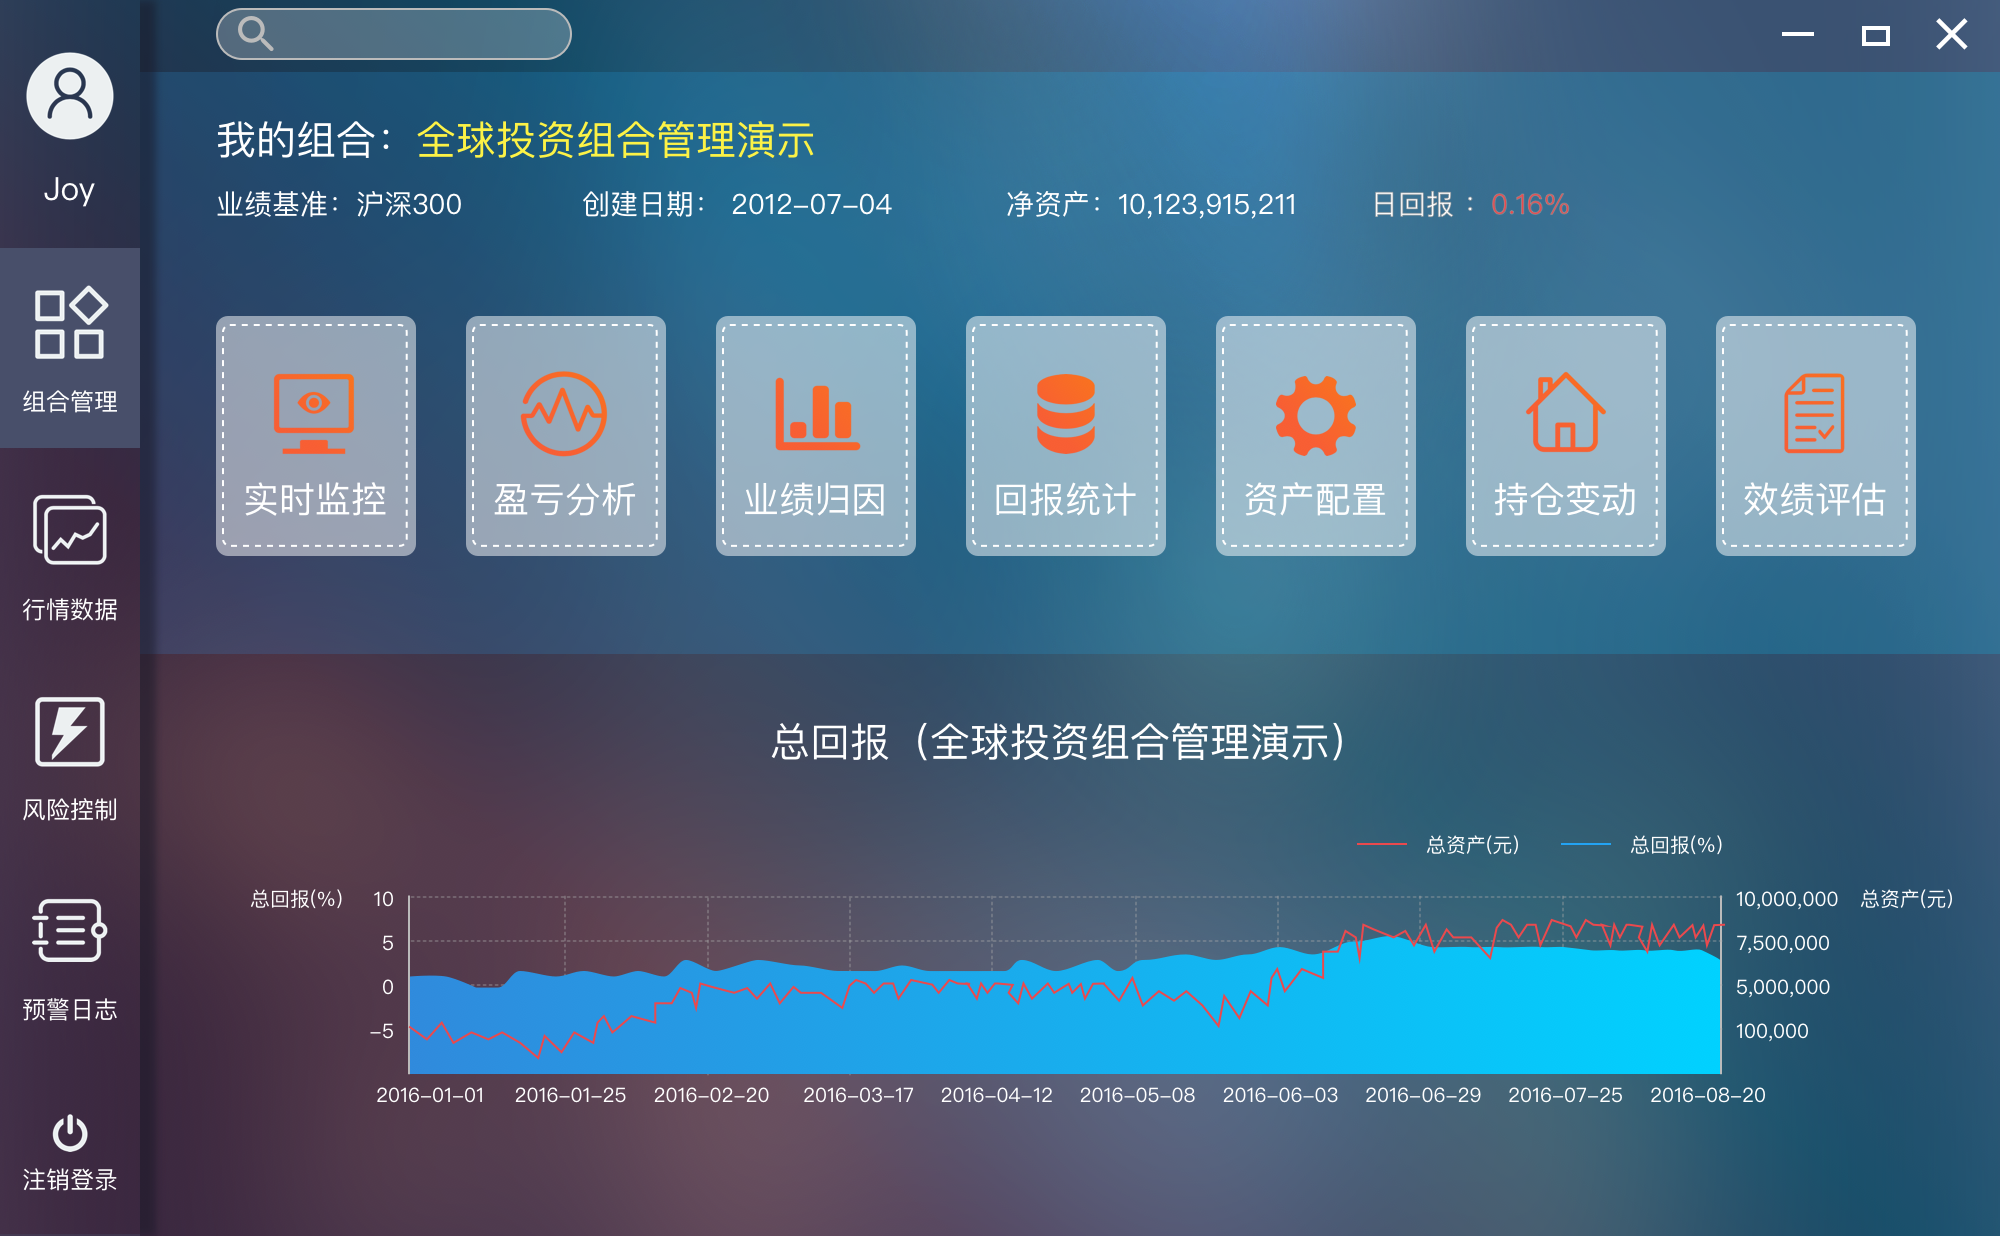 Joy
组合管理
行情数据
风险控制
预警日志
注销登录
我的组合：全球投资组合管理演示
业绩基准：沪深300 创建日期： 2012-07-04 净资产：10,123,915,211 日回报 ：0.16%
实时监控 盈亏分析 业绩归因 回报统计 资产配置 持仓变动 效绩评估
总回报（全球投资组合管理演示）
总资产(元) 总回报(%)
总回报(%) 10 10,000,000 总资产(元)
5 7,500,000
0 5,000,000
-5 100,000
2016-01-01 2016-01-25 2016-02-20 2016-03-17 2016-04-12 2016-05-08 2016-06-03 2016-06-29 2016-07-25 2016-08-20